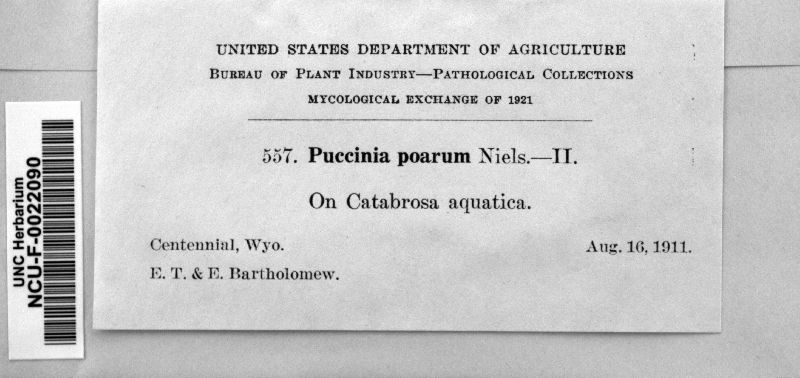 UNITED STATES DEPARTMENT OF AGRICULTURE
BUREAU OF PLANT INDUSTRY—PATHOLOGICAL COLLECTIONS
MYCOLOGICAL EXCHANGE OF 1921
557. Puccinia poarum Niels.—II.
On Catabrosa aquatica.
Centennial, Wyo. Aug. 16, 1911.
E. T. & E. Bartholomew.
UNC Herbarium
NCU-F-0022090